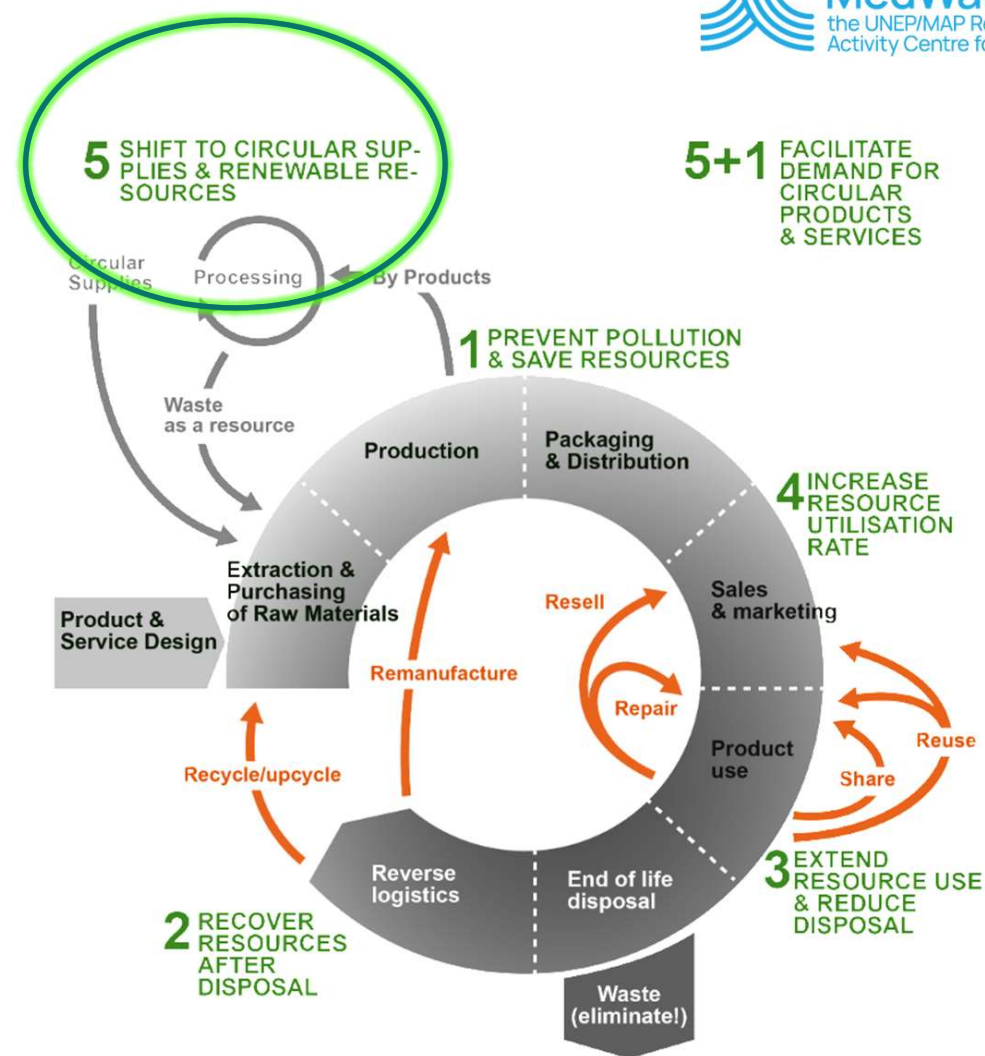 the UNEP/MAP
Activity Centre
5 SHIFT TO CIRCULAR SUP-
PLIES & RENEWABLE RE-
SOURCES
5+1 FACILITATE
DEMAND FOR
CIRCULAR
PRODUCTS
& SERVICES
Circular
Supplies
Processing
By Products
1 PREVENT POLLUTION
& SAVE RESOURCES
Waste
as a resource
Production
Packaging
& Distribution
4 INCREASE
RESOURCE
UTILISATION
RATE
Extraction &
Purchasing
of Raw Materials
Product &
Service Design
Resell
Sales
& marketing
Remanufacture
Repair
Product
use
Reuse
Share
Recycle/upcycle
Reverse
logistics
End of life
disposal
3 EXTEND
RESOURCE USE
& REDUCE
DISPOSAL
2 RECOVER
RESOURCES
AFTER
DISPOSAL
Waste
(eliminate!)